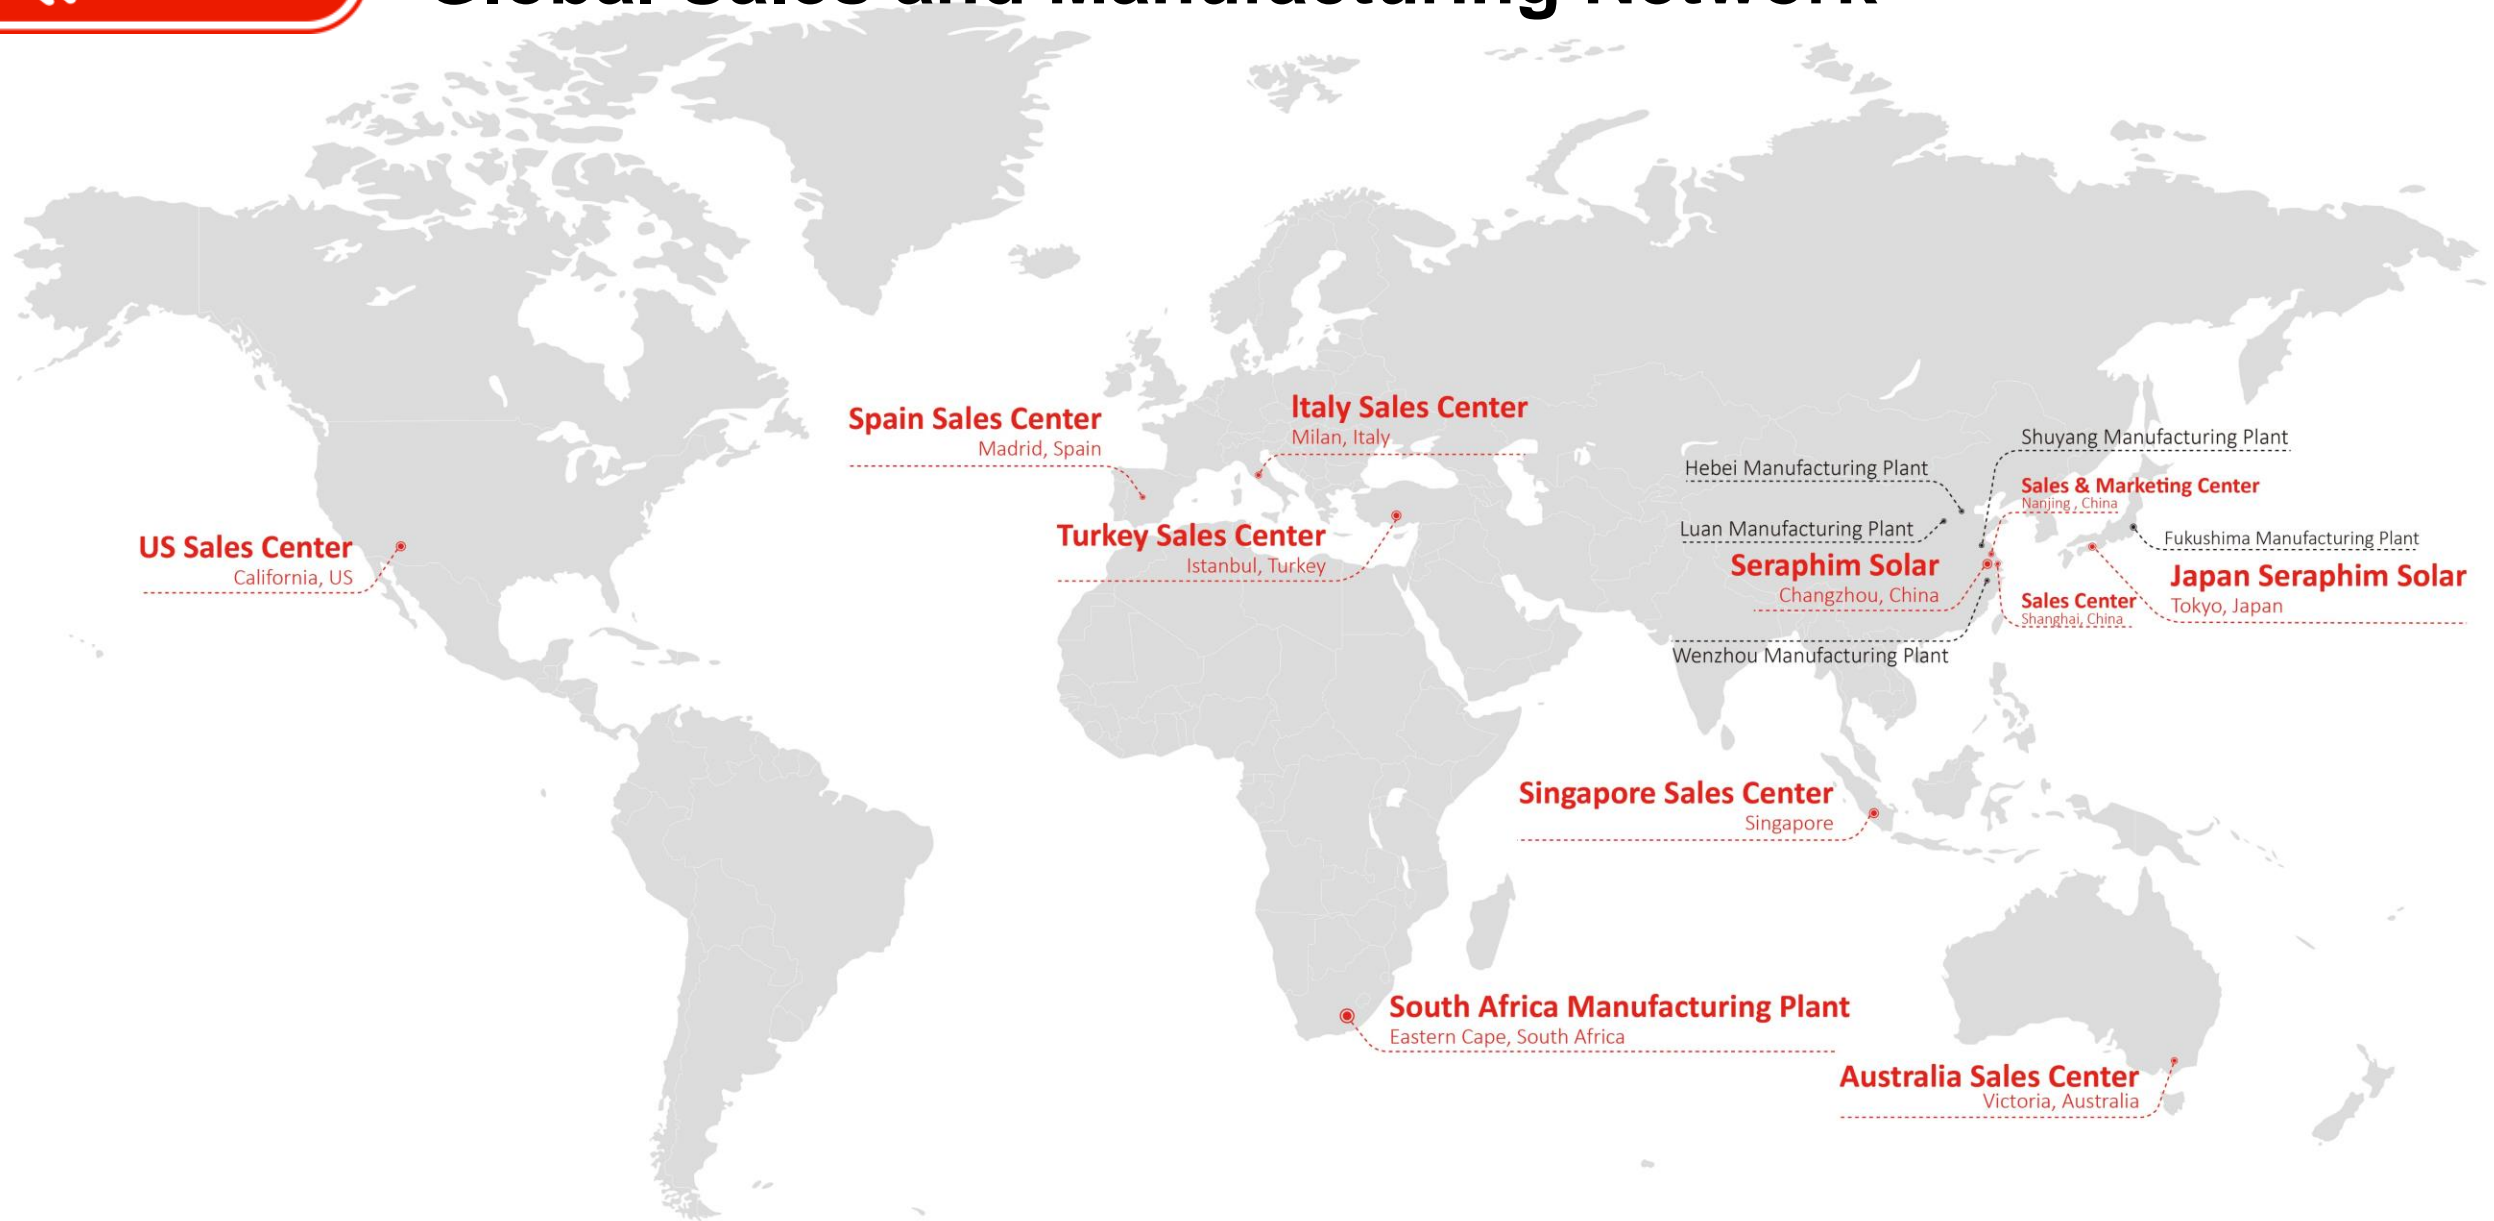 Global Sales and Manufacturing Network
Spain Sales Center
Madrid, Spain
Italy Sales Center
Milan, Italy
Shuyang Manufacturing Plant
Hebei Manufacturing Plant
Sales & Marketing Center
Nanjing , China
US Sales Center
California, US
Turkey Sales Center
Istanbul, Turkey
Luan Manufacturing Plant
Fukushima Manufacturing Plant
Seraphim Solar
Changzhou, China
Japan Seraphim Solar
Tokyo, Japan
Sales Center
Shanghai, China
Wenzhou Manufacturing Plant
Singapore Sales Center
Singapore
South Africa Manufacturing Plant
Eastern Cape, South Africa
Australia Sales Center
Victoria, Australia